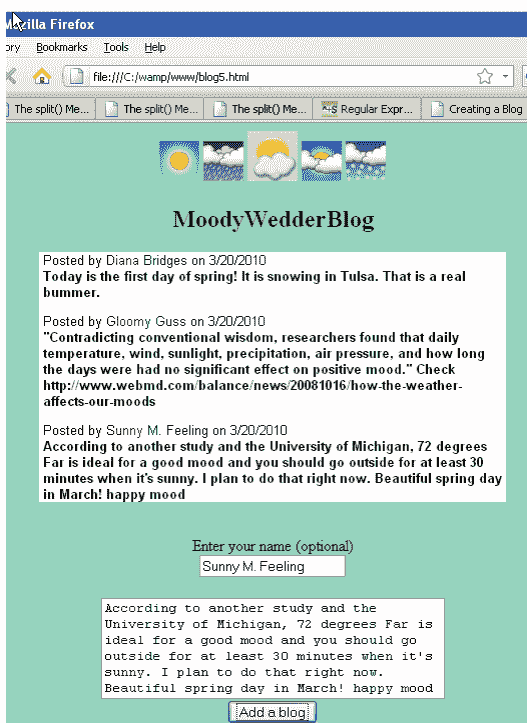 Mozilla Firefox
ory Bookmarks Tools Help
file:///C:/wamp/www/blog5.html
The split() Me... The split() Me... The split() Me... Regular Expr... Creating a Blog
MoodyWedderBlog
Posted by Diana Bridges on 3/20/2010
Today is the first day of spring! It is snowing in Tulsa. That is a real
bummer.
Posted by Gloomy Guss on 3/20/2010
"Contradicting conventional wisdom, researchers found that daily
temperature, wind, sunlight, precipitation, air pressure, and how long
the days were had no significant effect on positive mood." Check
http://www.webmd.com/balance/news/20081016/how-the-weather-
affects-our-moods
Posted by Sunny M. Feeling on 3/20/2010
According to another study and the University of Michigan, 72 degrees
Far is ideal for a good mood and you should go outside for at least 30
minutes when it's sunny. I plan to do that right now. Beautiful spring day
in March! happy mood
Enter your name (optional)
Sunny M. Feeling
According to another study and the
University of Michigan, 72 degrees Far is
ideal for a good mood and you should go
outside for at least 30 minutes when it's
sunny. I plan to do that right now.
Beautiful spring day in March! happy mood
Add a blog